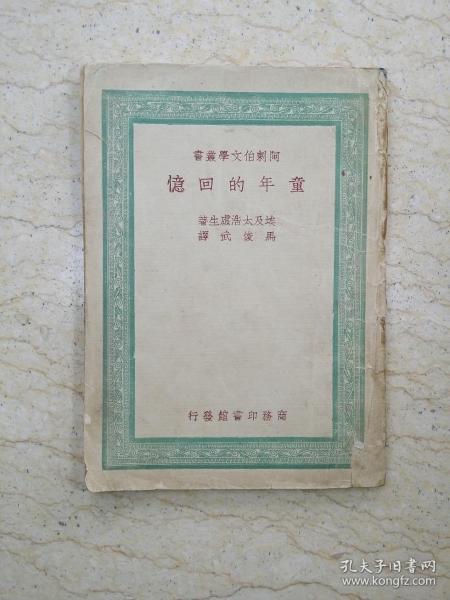 阿剌伯文學叢書
童年的回憶
埃及太浩虛生著
馬俊武譯
商務印書館發行
孔夫子旧书网
www.kongfz.com